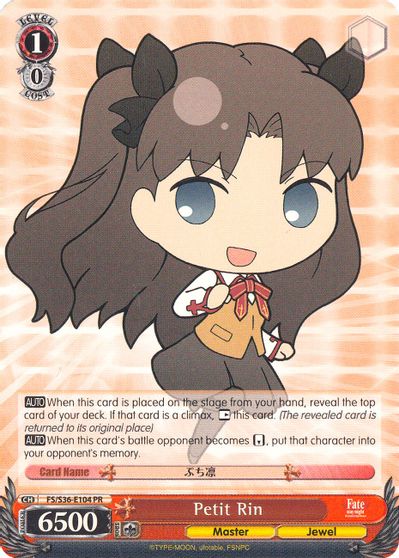 LEVEL
1
0
COST
AUTO When this card is placed on the stage from your hand, reveal the top
card of your deck. If that card is a climax, this card. (The revealed card is
returned to its original place)
AUTO When this card's battle opponent becomes , put that character into
your opponent's memory.
Card Name ぷち凛
CH FS/S36-E104 PR
Petit Rin
Fate
stay night
6500
Master Jewel
©TYPE-MOON, ufotable, FSNPC